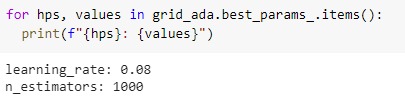 for hps, values in grid_ada.best_params_.items():
  print(f"{hps}: {values}")
learning_rate: 0.08
n_estimators: 1000